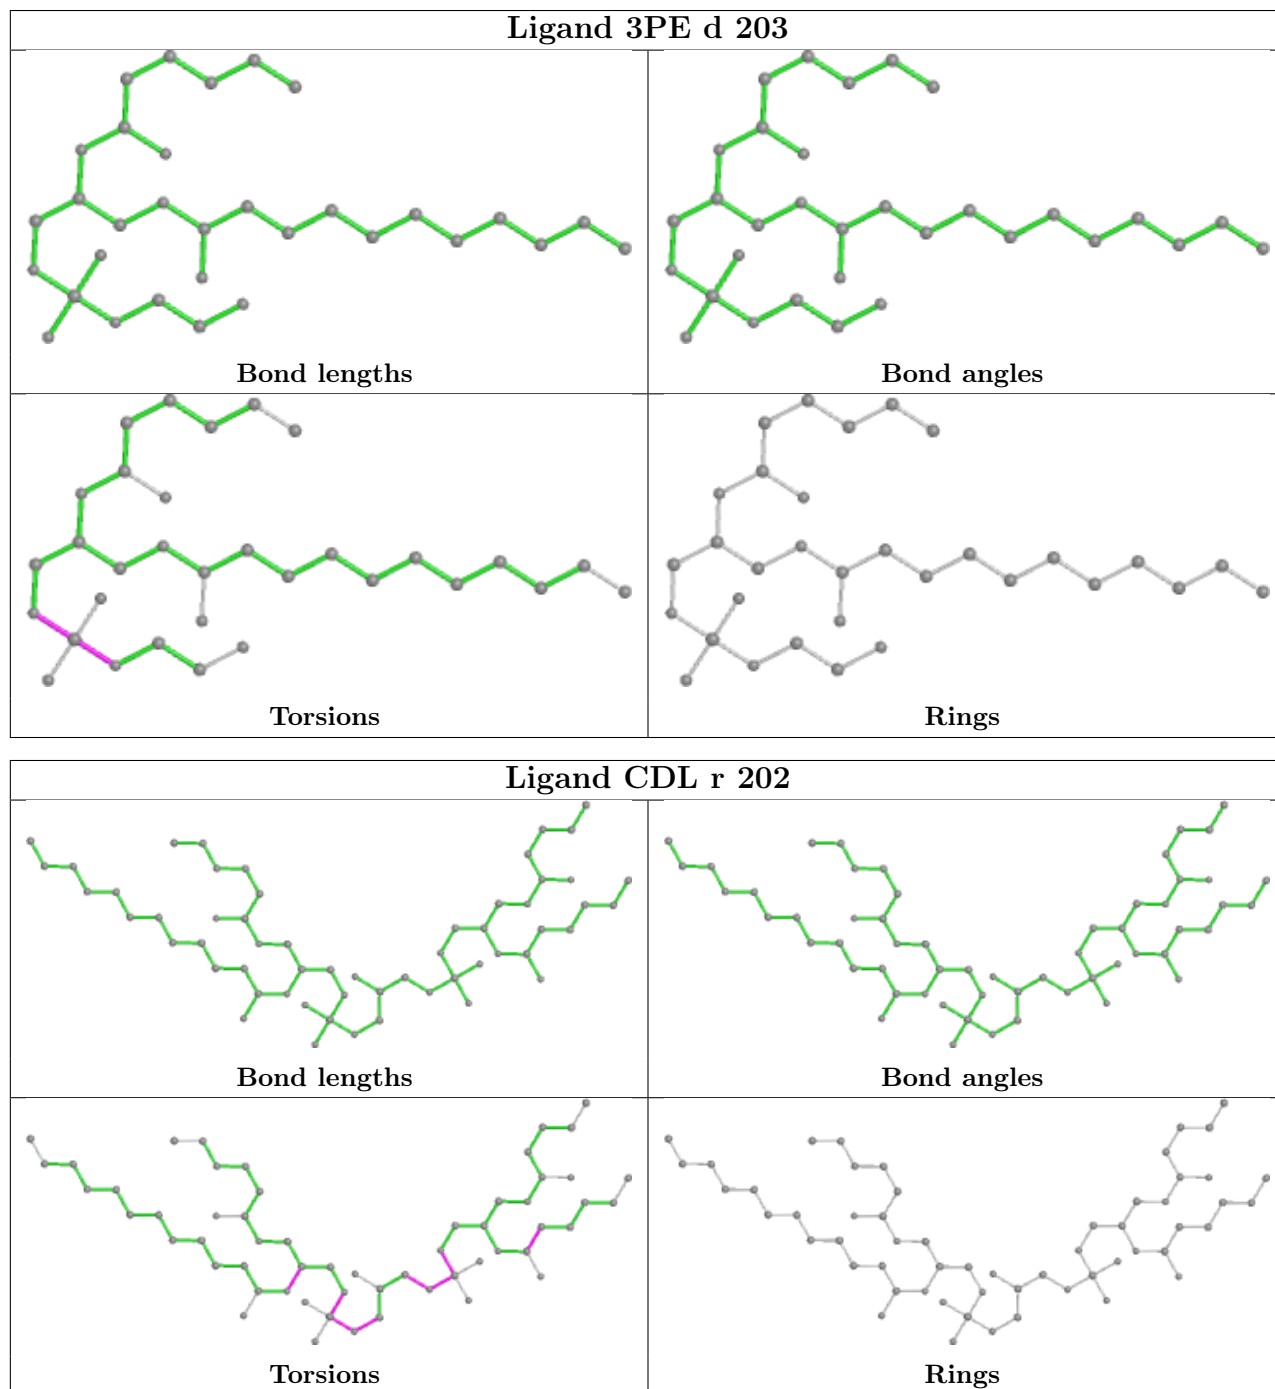 Ligand 3PE d 203
Bond lengths
Bond angles
Torsions
Rings
Ligand CDL r 202
Bond lengths
Bond angles
Torsions
Rings